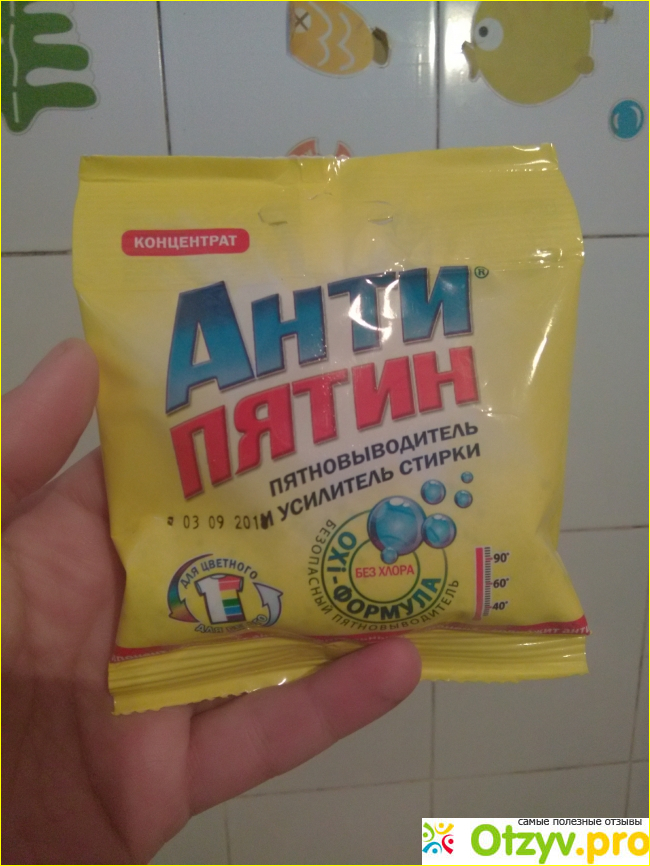 КОНЦЕНТРАТ
АНТИ®
ПЯТИН
ПЯТНОВЫВОДИТЕЛЬ
И УСИЛИТЕЛЬ СТИРКИ
03 09
ДЛЯ ЦВЕТНОГО
OXI-ФОРМУЛА
БЕЗ ХЛОРА
БЕЗОПАСНЫЙ ПЯТНОВЫВОДИТЕЛЬ
90°
60°
40°
самые полезные отзывы
Otzyv.pro